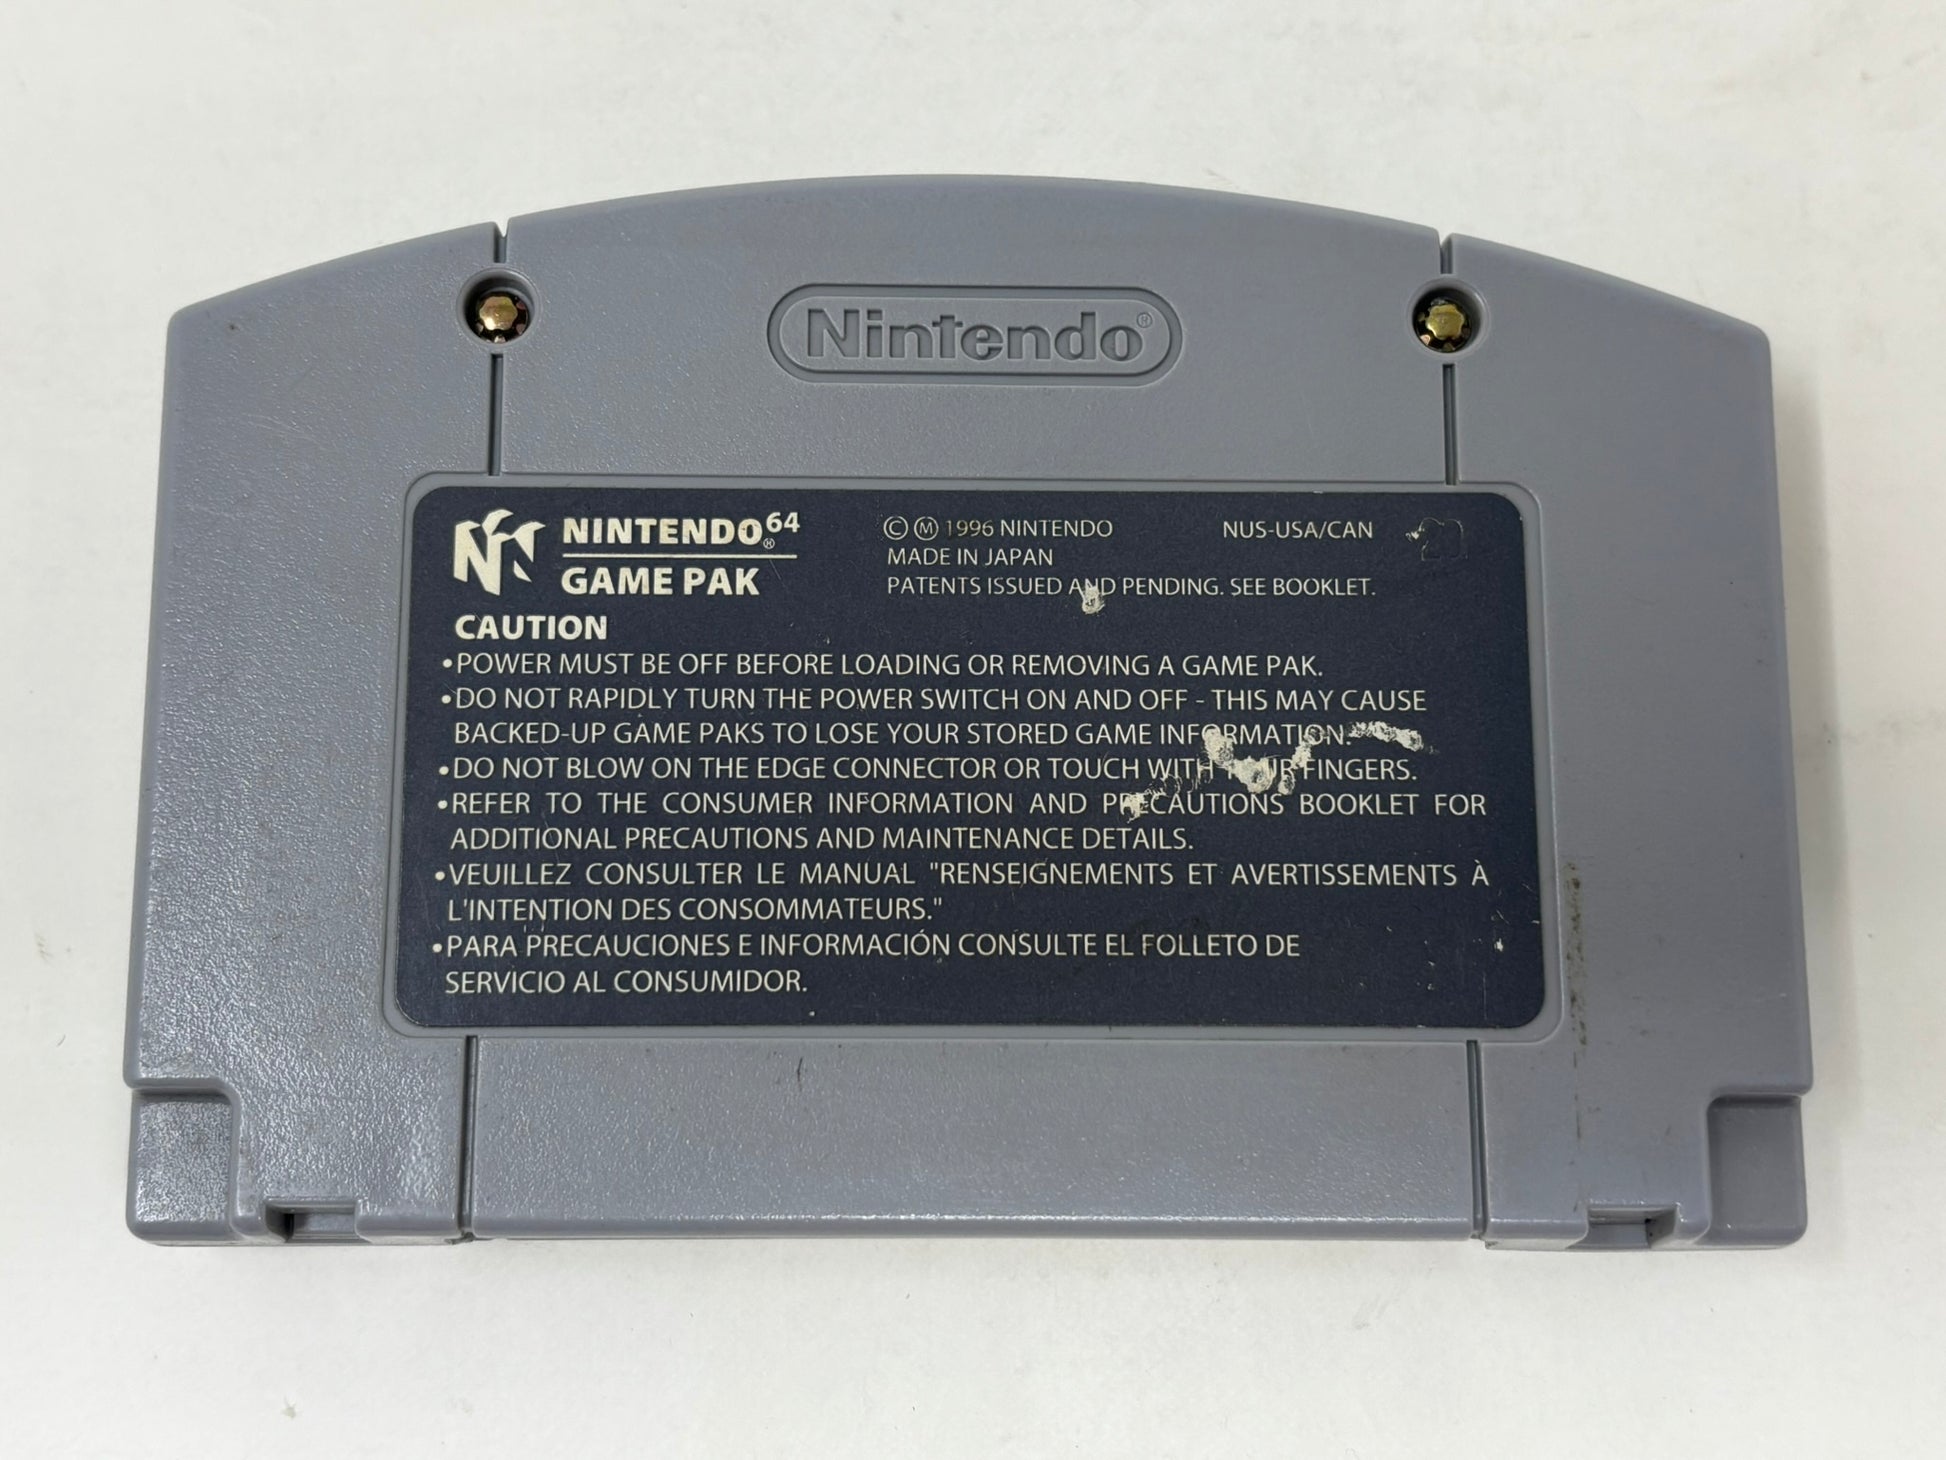 Nintendo®
NINTENDO64®
GAME PAK
© Ⓜ 1996 NINTENDO
NUS-USA/CAN
MADE IN JAPAN
PATENTS ISSUED AND PENDING. SEE BOOKLET.
CAUTION
•POWER MUST BE OFF BEFORE LOADING OR REMOVING A GAME PAK.
•DO NOT RAPIDLY TURN THE POWER SWITCH ON AND OFF - THIS MAY CAUSE
BACKED-UP GAME PAKS TO LOSE YOUR STORED GAME INFORMATION.
•DO NOT BLOW ON THE EDGE CONNECTOR OR TOUCH WITH YOUR FINGERS.
•REFER TO THE CONSUMER INFORMATION AND PRECAUTIONS BOOKLET FOR
ADDITIONAL PRECAUTIONS AND MAINTENANCE DETAILS.
•VEUILLEZ CONSULTER LE MANUAL "RENSEIGNEMENTS ET AVERTISSEMENTS À
L'INTENTION DES CONSOMMATEURS."
•PARA PRECAUCIONES E INFORMACIÓN CONSULTE EL FOLLETO DE
SERVICIO AL CONSUMIDOR.